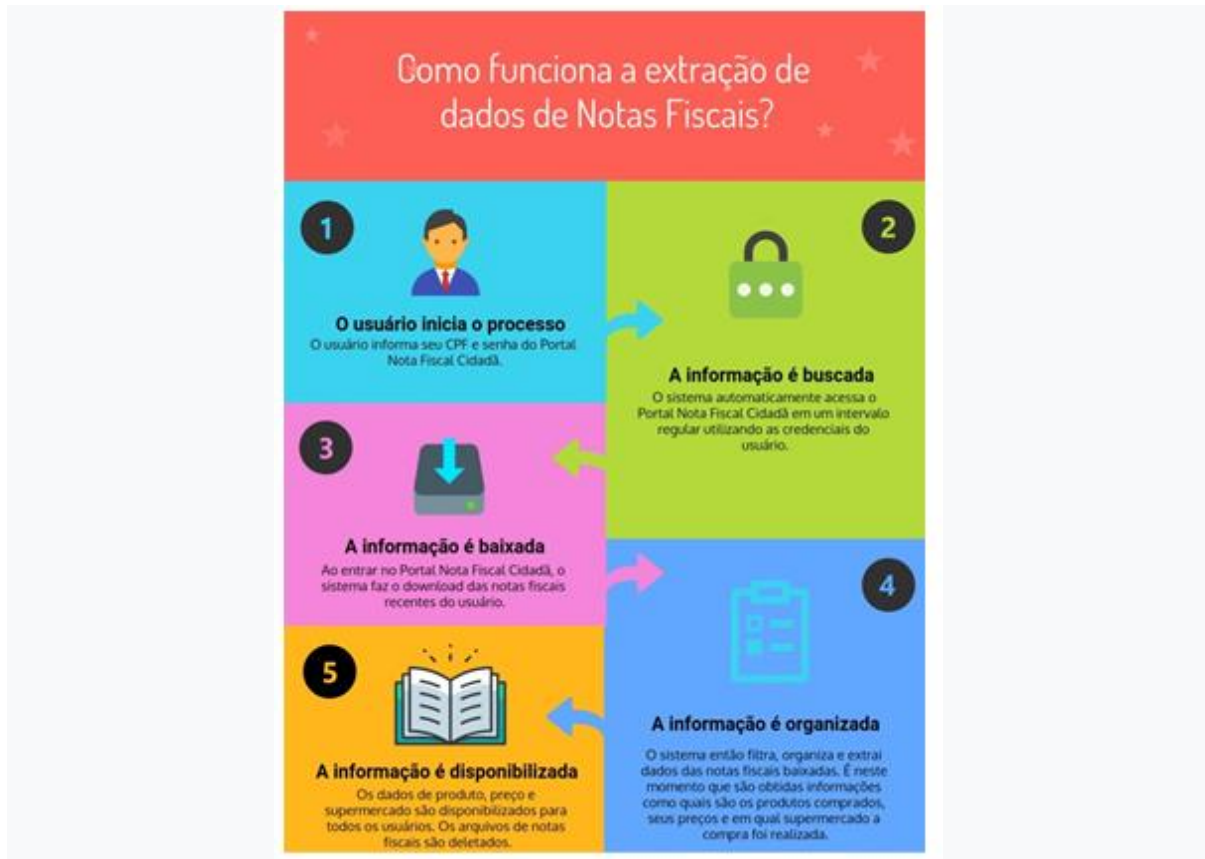 Como funciona a extração de
dados de Notas Fiscais?
1
O usuário inicia o processo
O usuário informa seu CPF e senha do Portal
Nota Fiscal Cidadã.
2
A informação é buscada
O sistema automaticamente acessa o
Portal Nota Fiscal Cidadã em um intervalo
regular utilizando as credenciais do
usuário.
3
A informação é baixada
Ao entrar no Portal Nota Fiscal Cidadã, o
sistema faz o download das notas fiscais
recentes do usuário.
4
A informação é organizada
O sistema então filtra, organiza e extrai
dados das notas fiscais baixadas. É neste
momento que são obtidas informações
como quais são os produtos comprados,
seus preços e em qual supermercado a
compra foi realizada.
5
A informação é disponibilizada
Os dados de produto, preço e
supermercado são disponibilizados para
todos os usuários. Os arquivos de notas
fiscais são deletados.